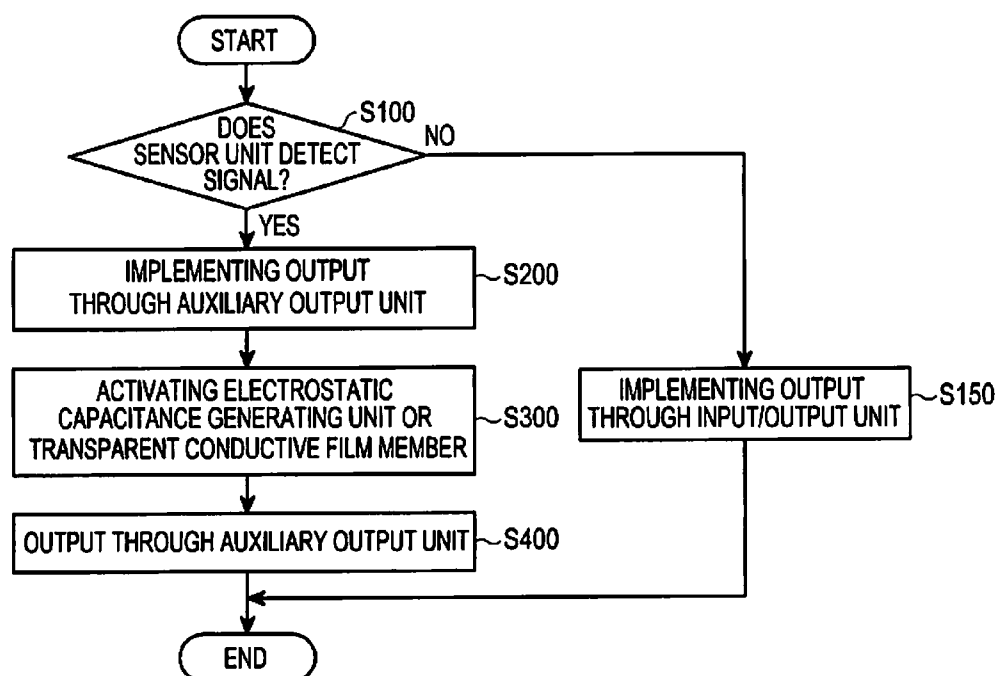 START
S100
DOES
SENSOR UNIT DETECT
SIGNAL?
NO
YES
IMPLEMENTING OUTPUT
THROUGH AUXILIARY OUTPUT UNIT
S200
ACTIVATING ELECTROSTATIC
CAPACITANCE GENERATING UNIT OR
TRANSPARENT CONDUCTIVE FILM MEMBER
S300
IMPLEMENTING OUTPUT
THROUGH INPUT/OUTPUT UNIT
S150
OUTPUT THROUGH AUXILIARY OUTPUT UNIT
S400
END